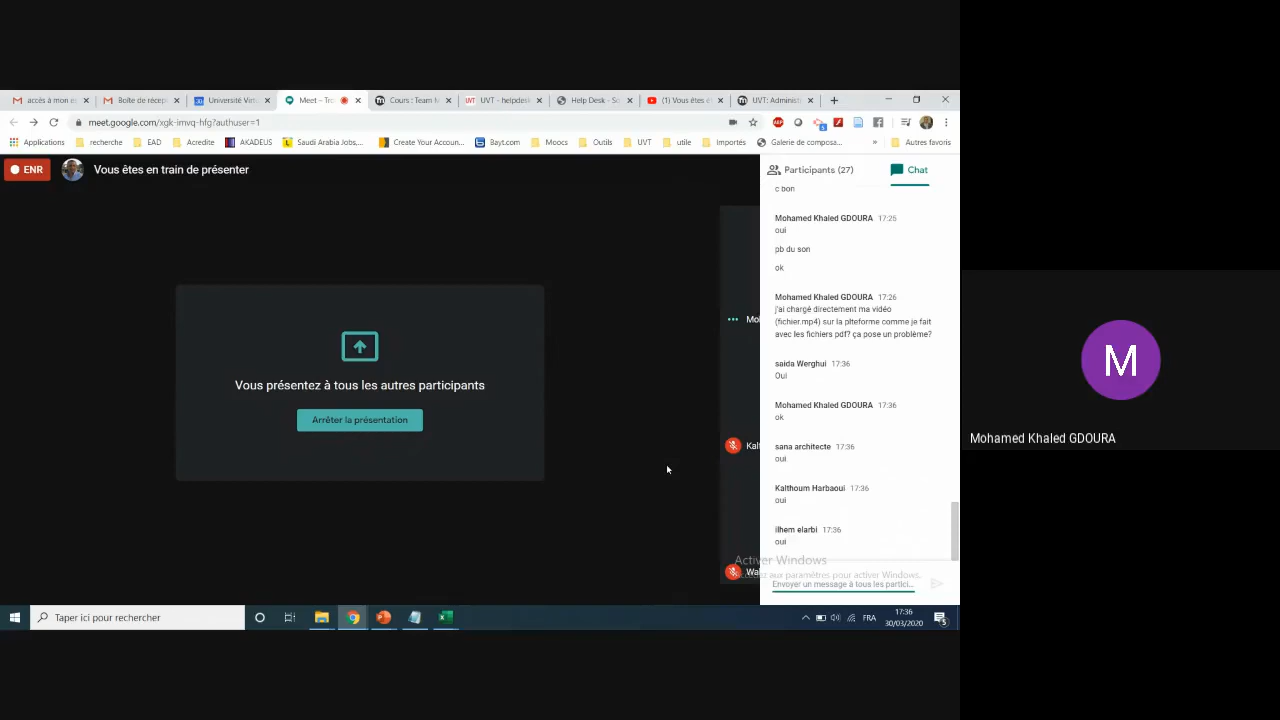 accès à mon es
Boîte de récep
Université Virtu
Meet – Tra
Cours : Team M
UVT - helpdesk
Help Desk - So
(1) Vous êtes e
UVT: Administ
meet.google.com/xgk-imvq-hfg?authuser=1
Applications
recherche
EAD
Acredite
AKADEUS
Saudi Arabia Jobs,...
Create Your Accoun...
Bayt.com
Moocs
Outils
UVT
utile
Importés
Galerie de composa...
»
Autres favoris
ENR
Vous êtes en train de présenter
Participants (27)
Chat
c bon
Mohamed Khaled GDOURA 17:25
oui
pb du son
ok
Mohamed Khaled GDOURA 17:26
j'ai chargé directement ma vidéo
(fichier.mp4) sur la plteforme comme je fait
avec les fichiers pdf? ça pose un problème?
saida Werghui 17:36
Oui
Mohamed Khaled GDOURA 17:36
ok
sana architecte 17:36
oui
Kalthoum Harbaoui 17:36
oui
ilhem elarbi 17:36
oui
Vous présentez à tous les autres participants
Arrêter la présentation
Mol
Kalt
Wa
Activer Windows
aux paramètres pour activer Windows.
Envoyer un message à tous les partici...
M
Mohamed Khaled GDOURA
Taper ici pour rechercher
FRA
17:36
30/03/2020